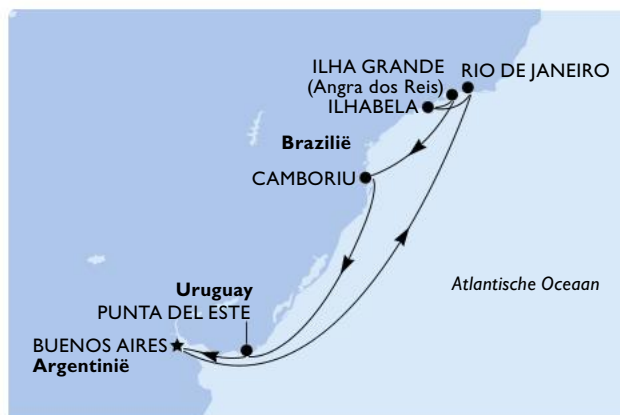 ILHA GRANDE
(Angra dos Reis)
RIO DE JANEIRO
ILHABELA
Brazilië
CAMBORIU
Atlantische Oceaan
Uruguay
PUNTA DEL ESTE
BUENOS AIRES
Argentinië